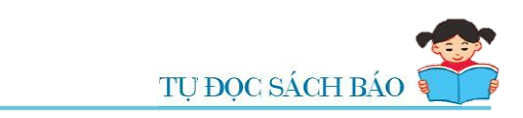 TỰ ĐỌC SÁCH BÁO